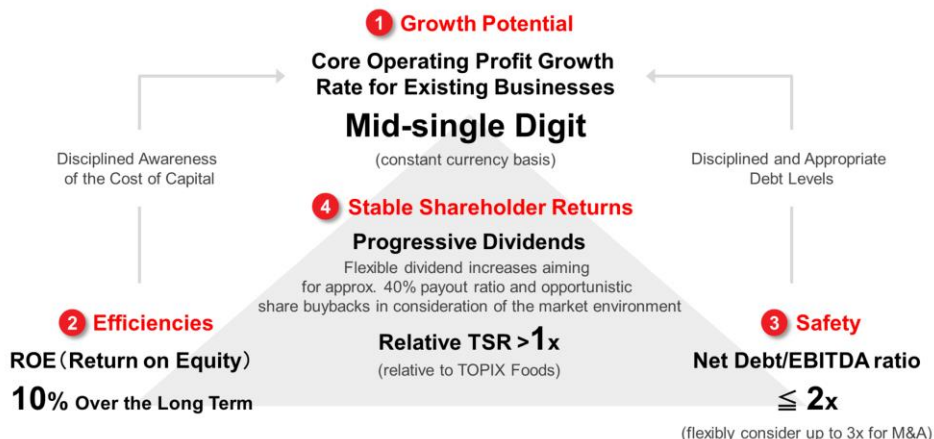 1 Growth Potential
Core Operating Profit Growth
Rate for Existing Businesses
Mid-single Digit
(constant currency basis)
Disciplined Awareness
of the Cost of Capital
Disciplined and Appropriate
Debt Levels
4 Stable Shareholder Returns
Progressive Dividends
Flexible dividend increases aiming
for approx. 40% payout ratio and opportunistic
share buybacks in consideration of the market environment
Relative TSR >1x
(relative to TOPIX Foods)
2 Efficiencies
ROE(Return on Equity)
10% Over the Long Term
3 Safety
Net Debt/EBITDA ratio
≦ 2x
(flexibly consider up to 3x for M&A)